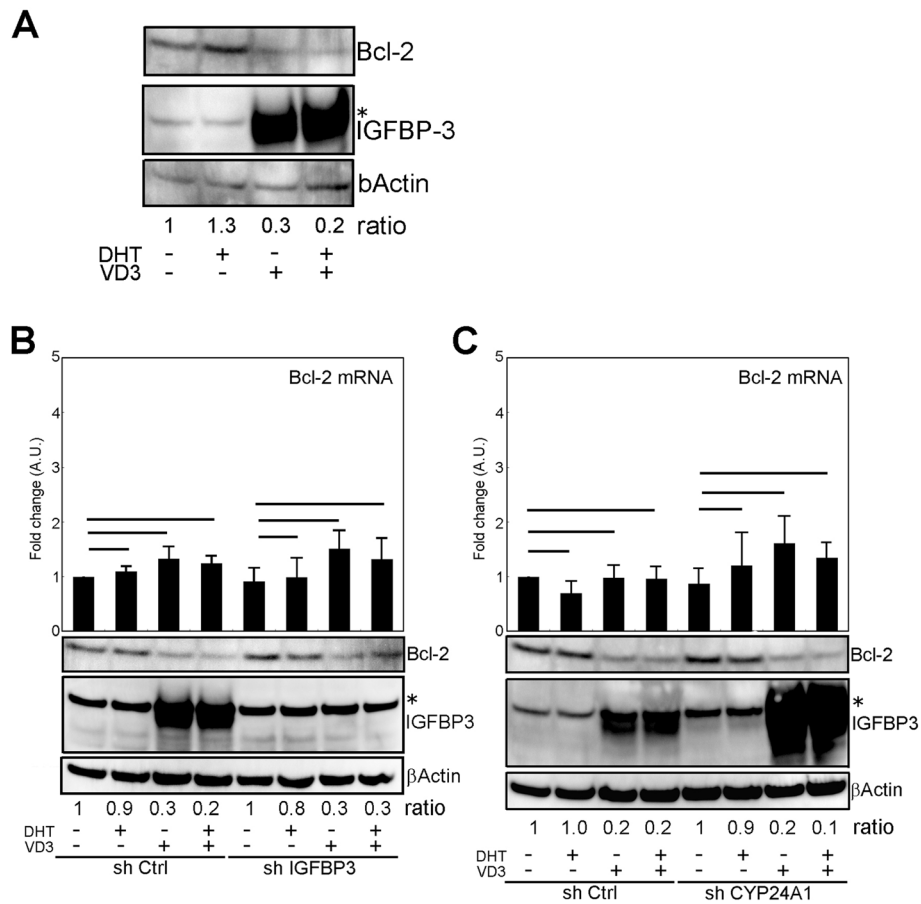 A
Bcl-2
*
IGFBP-3
bActin
1 1.3 0.3 0.2 ratio
DHT - + - +
VD3 - - + +
B
Bcl-2 mRNA
Fold change (A.U.)
5
4
3
2
1
0
Bcl-2
*
IGFBP3
βActin
1 0.9 0.3 0.2 1 0.8 0.3 0.3 ratio
DHT - + - + - + - +
VD3 - - + + - - + +
sh Ctrl sh IGFBP3
C
Bcl-2 mRNA
Fold change (A.U.)
5
4
3
2
1
0
Bcl-2
*
IGFBP3
βActin
1 1.0 0.2 0.2 1 0.9 0.2 0.1 ratio
DHT - + - + - + - +
VD3 - - + + - - + +
sh Ctrl sh CYP24A1